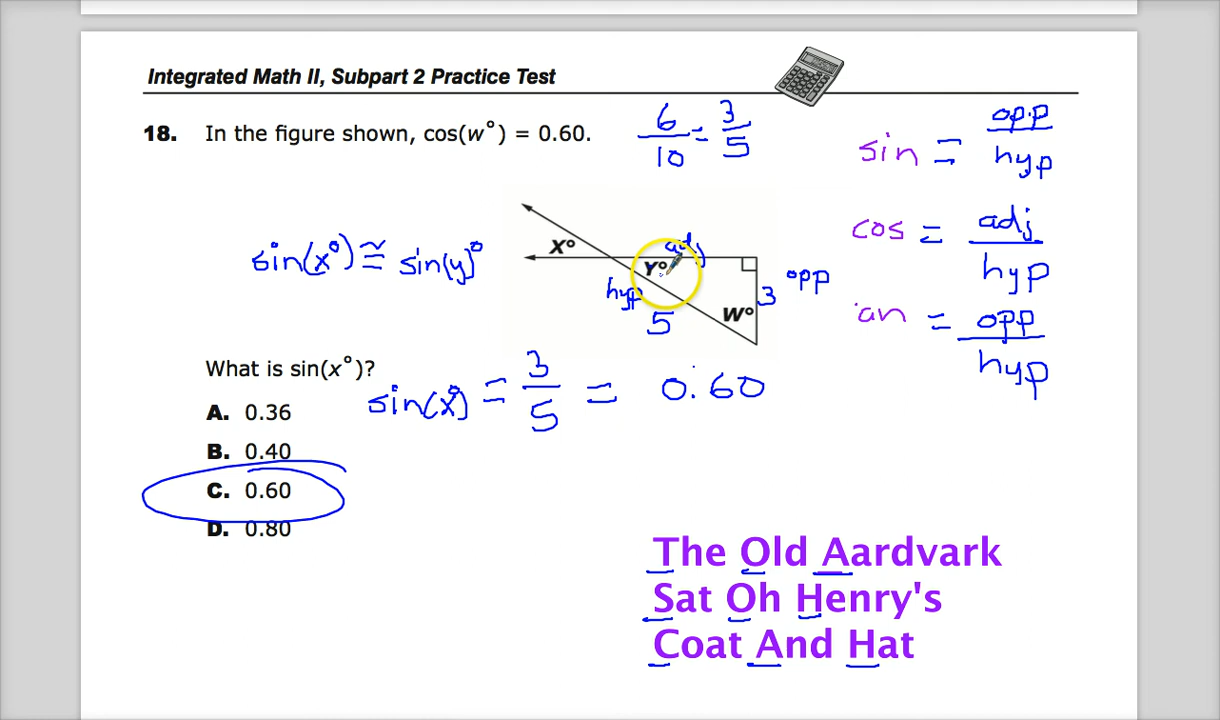 Integrated Math II, Subpart 2 Practice Test
18. In the figure shown, cos(w°) = 0.60.
6/10 = 3/5
sin = opp/hyp
cos = adj/hyp
an = opp/hyp
sin(x°) ≅ sin(y)°
X°
adj
Y°
hyp
5
W°
3 opp
What is sin(x°)?
sin(x°) = 3/5 = 0.60
A. 0.36
B. 0.40
C. 0.60
D. 0.80
The Old Aardvark
Sat Oh Henry's
Coat And Hat